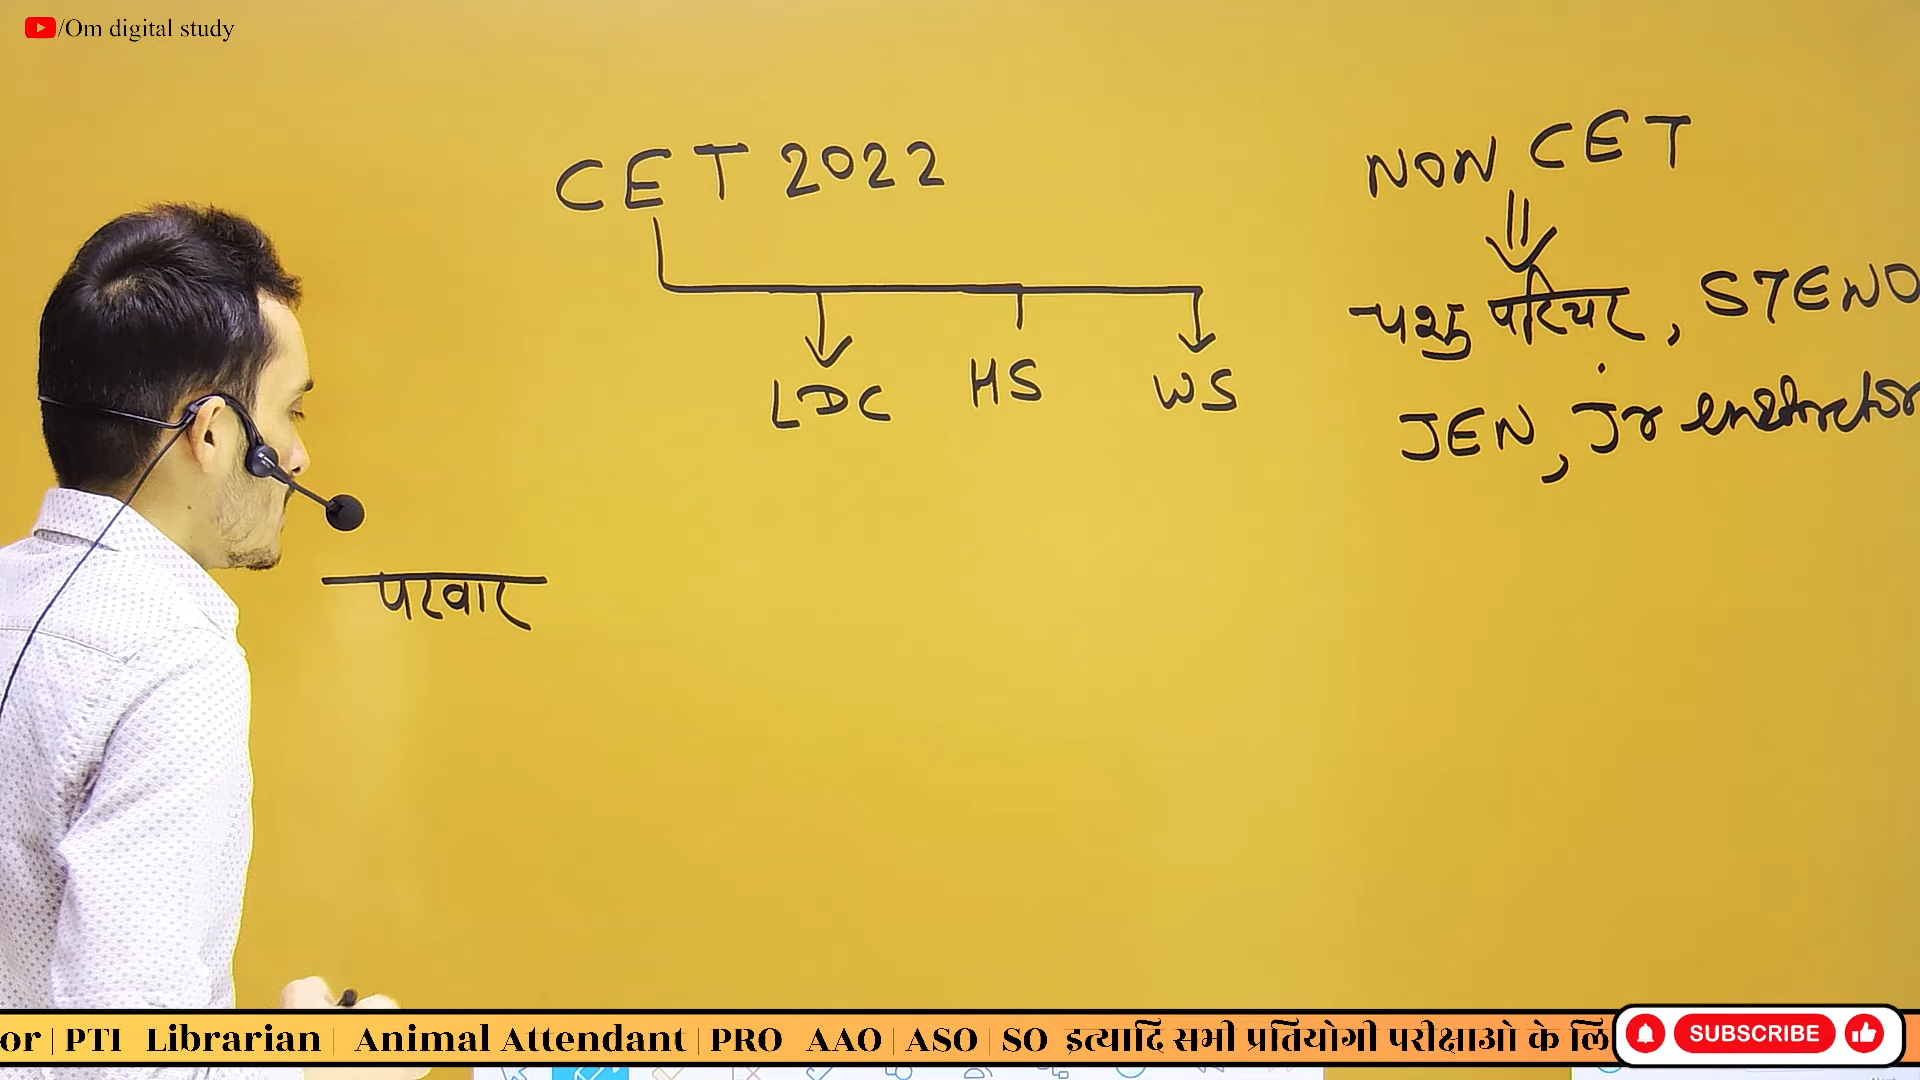 /Om digital study
CET 2022
NON CET
पशु परिचर, STENO
LDC HS WS
JEN, Jr enstructor
परवार
or | PTI Librarian | Animal Attendant | PRO AAO | ASO | SO इत्यादि सभी प्रतियोगी परीक्षाओ के लि
SUBSCRIBE